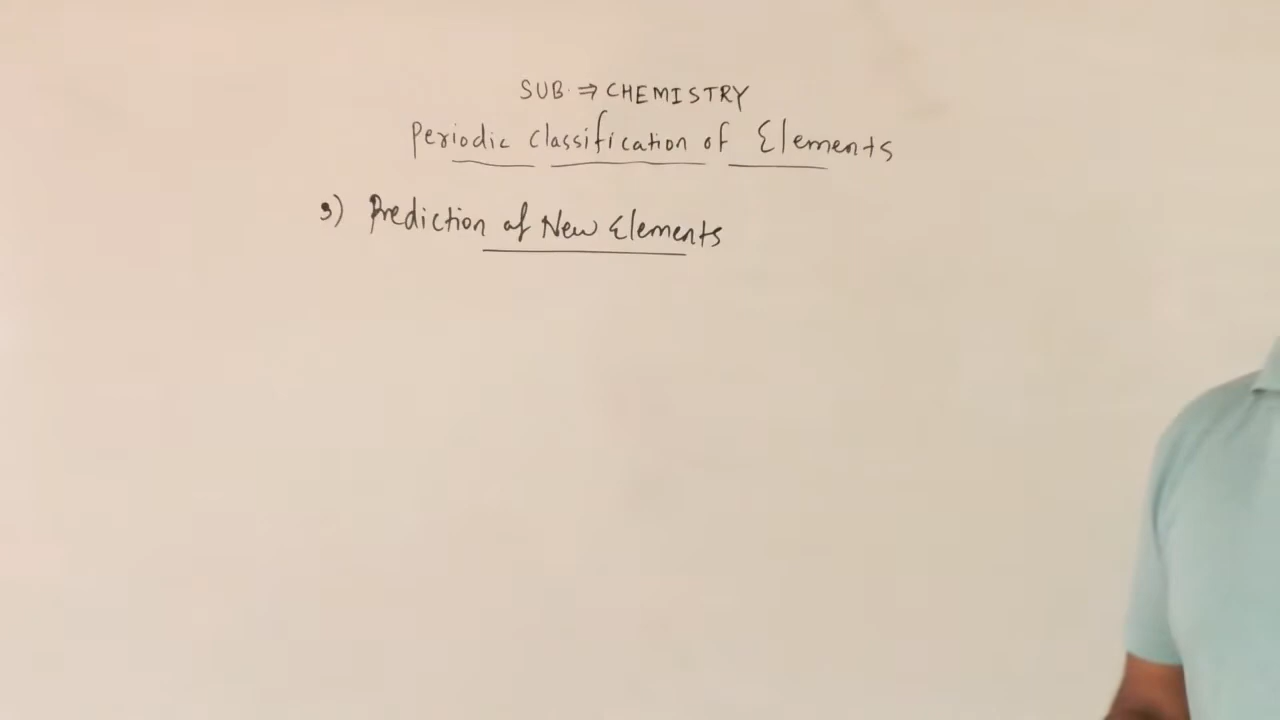 SUB. ⇒ CHEMISTRY
Periodic classification of Elements
3) Prediction of New Elements